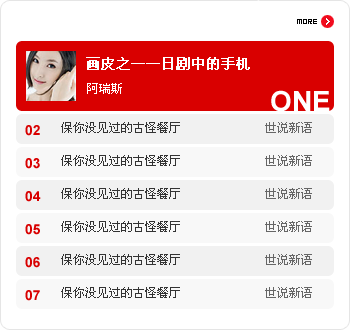 MORE
画皮之一一日剧中的手机
阿瑞斯
ONE
02 保你没见过的古怪餐厅 世说新语
03 保你没见过的古怪餐厅 世说新语
04 保你没见过的古怪餐厅 世说新语
05 保你没见过的古怪餐厅 世说新语
06 保你没见过的古怪餐厅 世说新语
07 保你没见过的古怪餐厅 世说新语